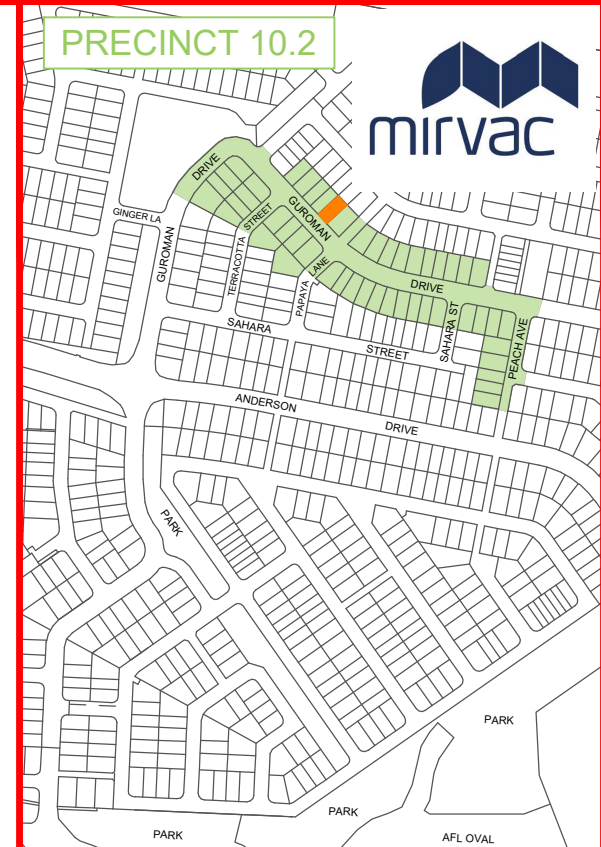 PRECINCT 10.2
mirvac
DRIVE
GINGER LA
GUROMAN
STREET
GUROMAN
TERRACOTTA
LANE
PAPAYA
DRIVE
SAHARA
STREET
SAHARA ST
PEACH AVE
ANDERSON
DRIVE
PARK
PARK
PARK
PARK
AFL OVAL